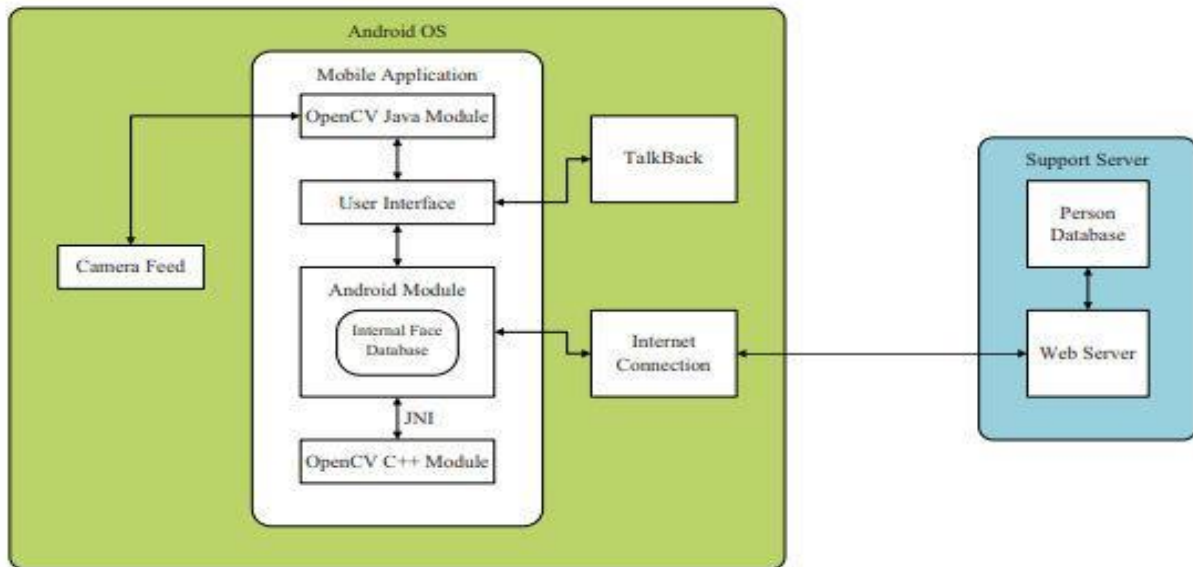 Android OS
Mobile Application
OpenCV Java Module
User Interface
Android Module
Internal Face
Database
JNI
OpenCV C++ Module
Camera Feed
TalkBack
Internet
Connection
Support Server
Person
Database
Web Server